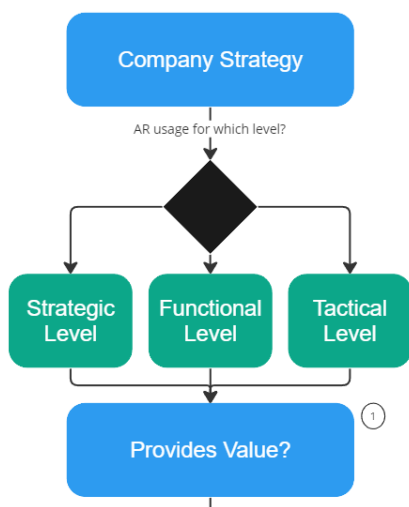 Company Strategy
AR usage for which level?
Strategic
Level
Functional
Level
Tactical
Level
1
Provides Value?